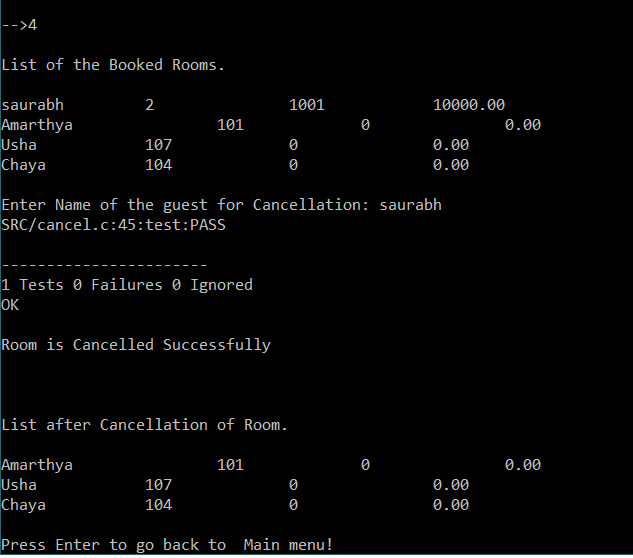 -->4
List of the Booked Rooms.
saurabh 2 1001 10000.00
Amarthya 101 0 0.00
Usha 107 0 0.00
Chaya 104 0 0.00
Enter Name of the guest for Cancellation: saurabh
SRC/cancel.c:45:test:PASS
-----------------------
1 Tests 0 Failures 0 Ignored
OK
Room is Cancelled Successfully
List after Cancellation of Room.
Amarthya 101 0 0.00
Usha 107 0 0.00
Chaya 104 0 0.00
Press Enter to go back to  Main menu!